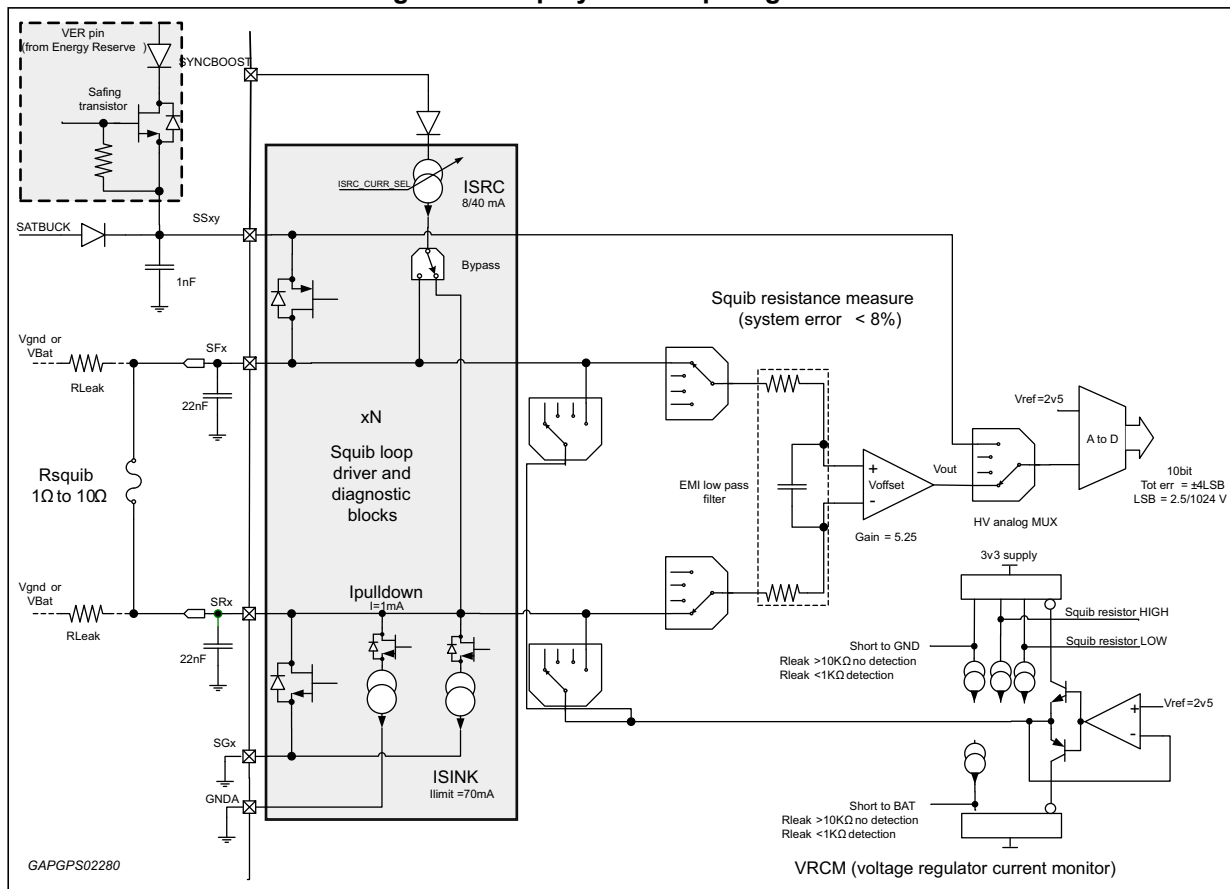 VER pin
(from Energy Reserve )
SYNCBOOST
Safing
transistor
ISRC_CURR_SEL
ISRC
8/40 mA
SATBUCK
SSxy
1nF
Bypass
Squib resistance measure
(system error < 8%)
Vgnd or
VBat
SFx
RLeak
22nF
xN
Squib loop
driver and
diagnostic
blocks
Rsquib
1Ω to 10Ω
EMI low pass
filter
+
Voffset
-
Vout
Gain = 5.25
HV analog MUX
Vref=2v5
A to D
10bit
Tot err = ±4LSB
LSB = 2.5/1024 V
Vgnd or
VBat
SRx
RLeak
22nF
Ipulldown
I=1mA
3v3 supply
Squib resistor HIGH
Squib resistor LOW
Short to GND
Rleak >10KΩ no detection
Rleak <1KΩ detection
+
-
Vref=2v5
SGx
GNDA
ISINK
Ilimit =70mA
Short to BAT
Rleak >10KΩ no detection
Rleak <1KΩ detection
VRCM (voltage regulator current monitor)
GAPGPS02280